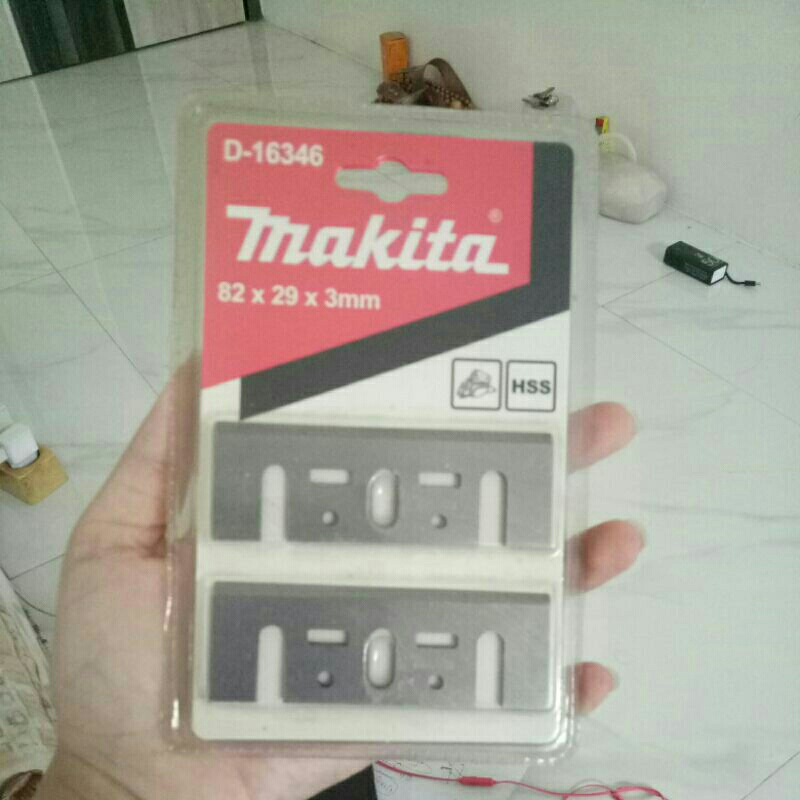 D-16346
makita®
82 x 29 x 3mm
HSS